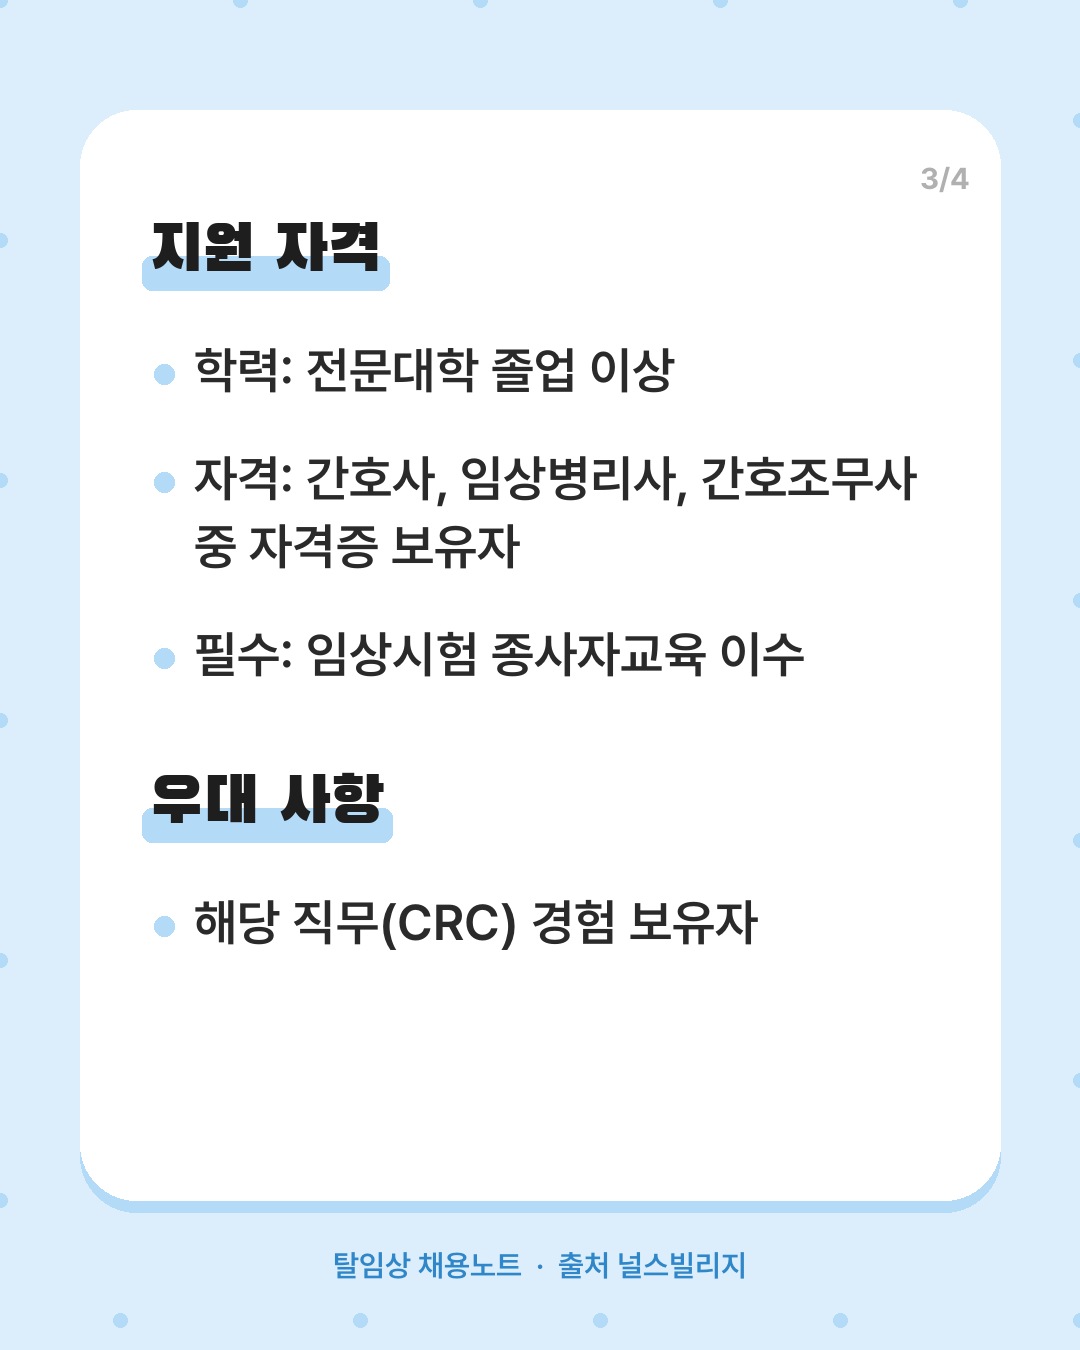 3/4
지원 자격
학력: 전문대학 졸업 이상
자격: 간호사, 임상병리사, 간호조무사
중 자격증 보유자
필수: 임상시험 종사자교육 이수
우대 사항
해당 직무(CRC) 경험 보유자
탈임상 채용노트 · 출처 널스빌리지